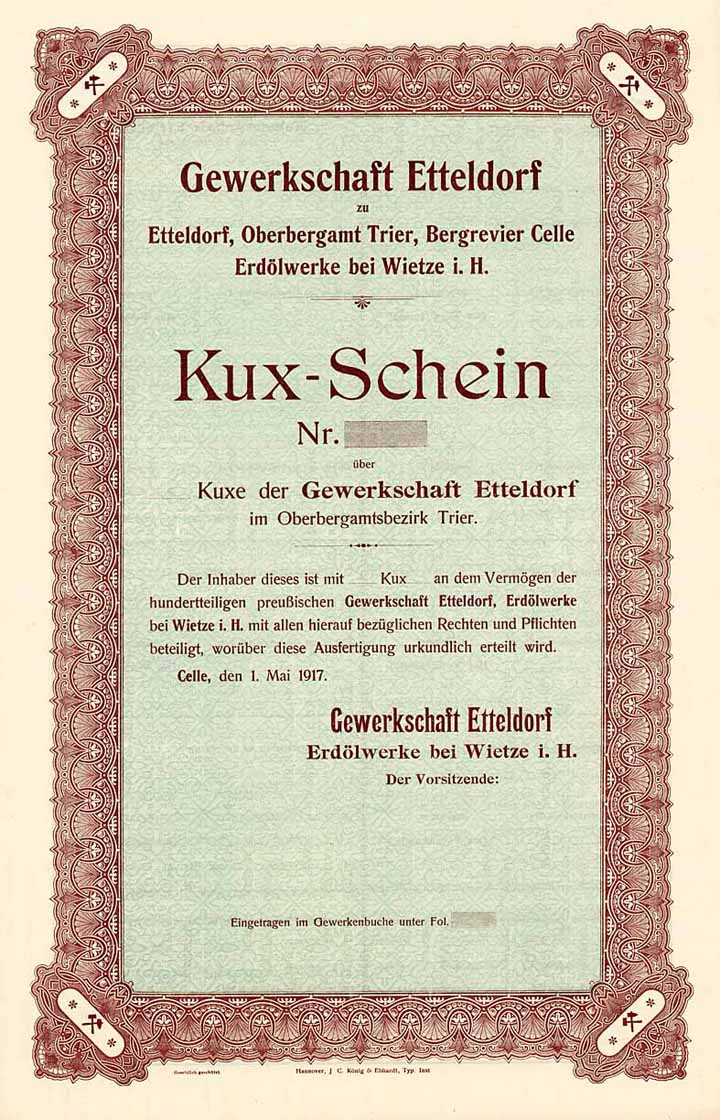 Gewerkschaft Etteldorf
zu
Etteldorf, Oberbergamt Trier, Bergrevier Celle
Erdölwerke bei Wietze i. H.
Kux-Schein
Nr.
über
Kuxe der Gewerkschaft Etteldorf
im Oberbergamtsbezirk Trier.
Der Inhaber dieses ist mit Kux an dem Vermögen der
hundertteiligen preußischen Gewerkschaft Etteldorf, Erdölwerke
bei Wietze i. H. mit allen hierauf bezüglichen Rechten und Pflichten
beteiligt, worüber diese Ausfertigung urkundlich erteilt wird.
Celle, den 1. Mai 1917.
Gewerkschaft Etteldorf
Erdölwerke bei Wietze i. H.
Der Vorsitzende:
Eingetragen im Gewerkenbuche unter Fol.
Gesetzlich geschützt.
Hannover, J. C. König & Ebhardt, Typ. Inst